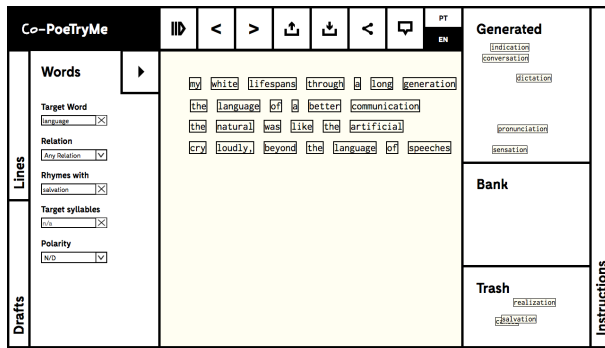 Co-PoeTryMe
PT
EN
Lines
Drafts
Words
Target Word
language
Relation
Any Relation
Rhymes with
salvation
Target syllables
n/a
Polarity
N/D
my white lifespans through a long generation
the language of a better communication
the natural was like the artificial
cry loudly, beyond the language of speeches
Generated
indication
conversation
dictation
pronunciation
sensation
Bank
Trash
realization
salvation
Instructions